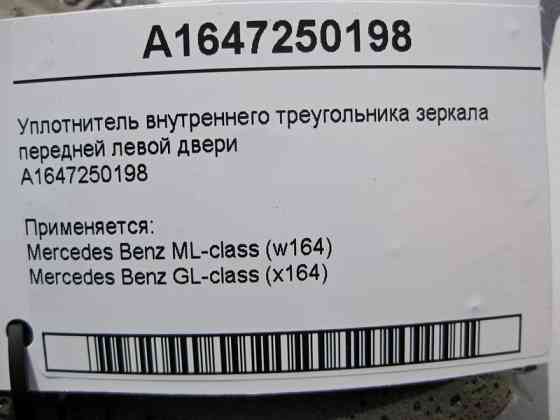 A1647250198
Уплотнитель внутреннего треугольника зеркала
передней левой двери
A1647250198
Применяется:
Mercedes Benz ML-class (w164)
Mercedes Benz GL-class (x164)